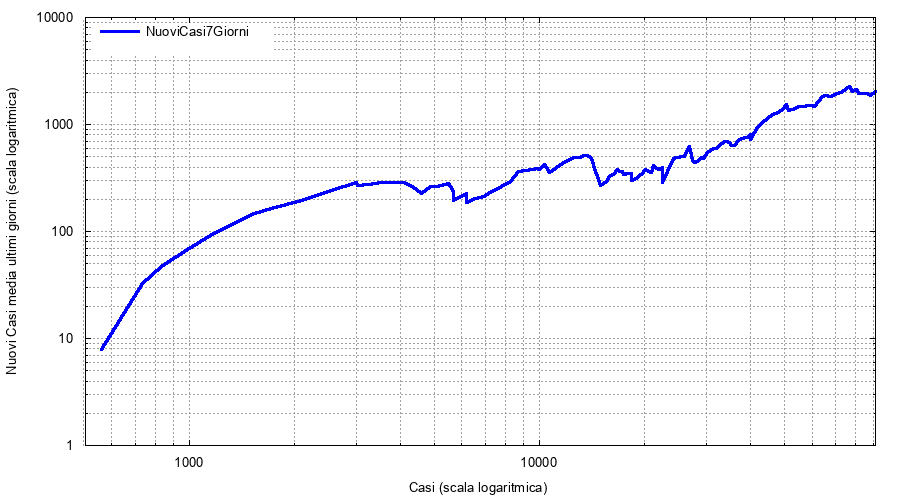 10000
NuoviCasi7Giorni
1000
100
10
1
Nuovi Casi media ultimi giorni (scala logaritmica)
1000
10000
Casi (scala logaritmica)